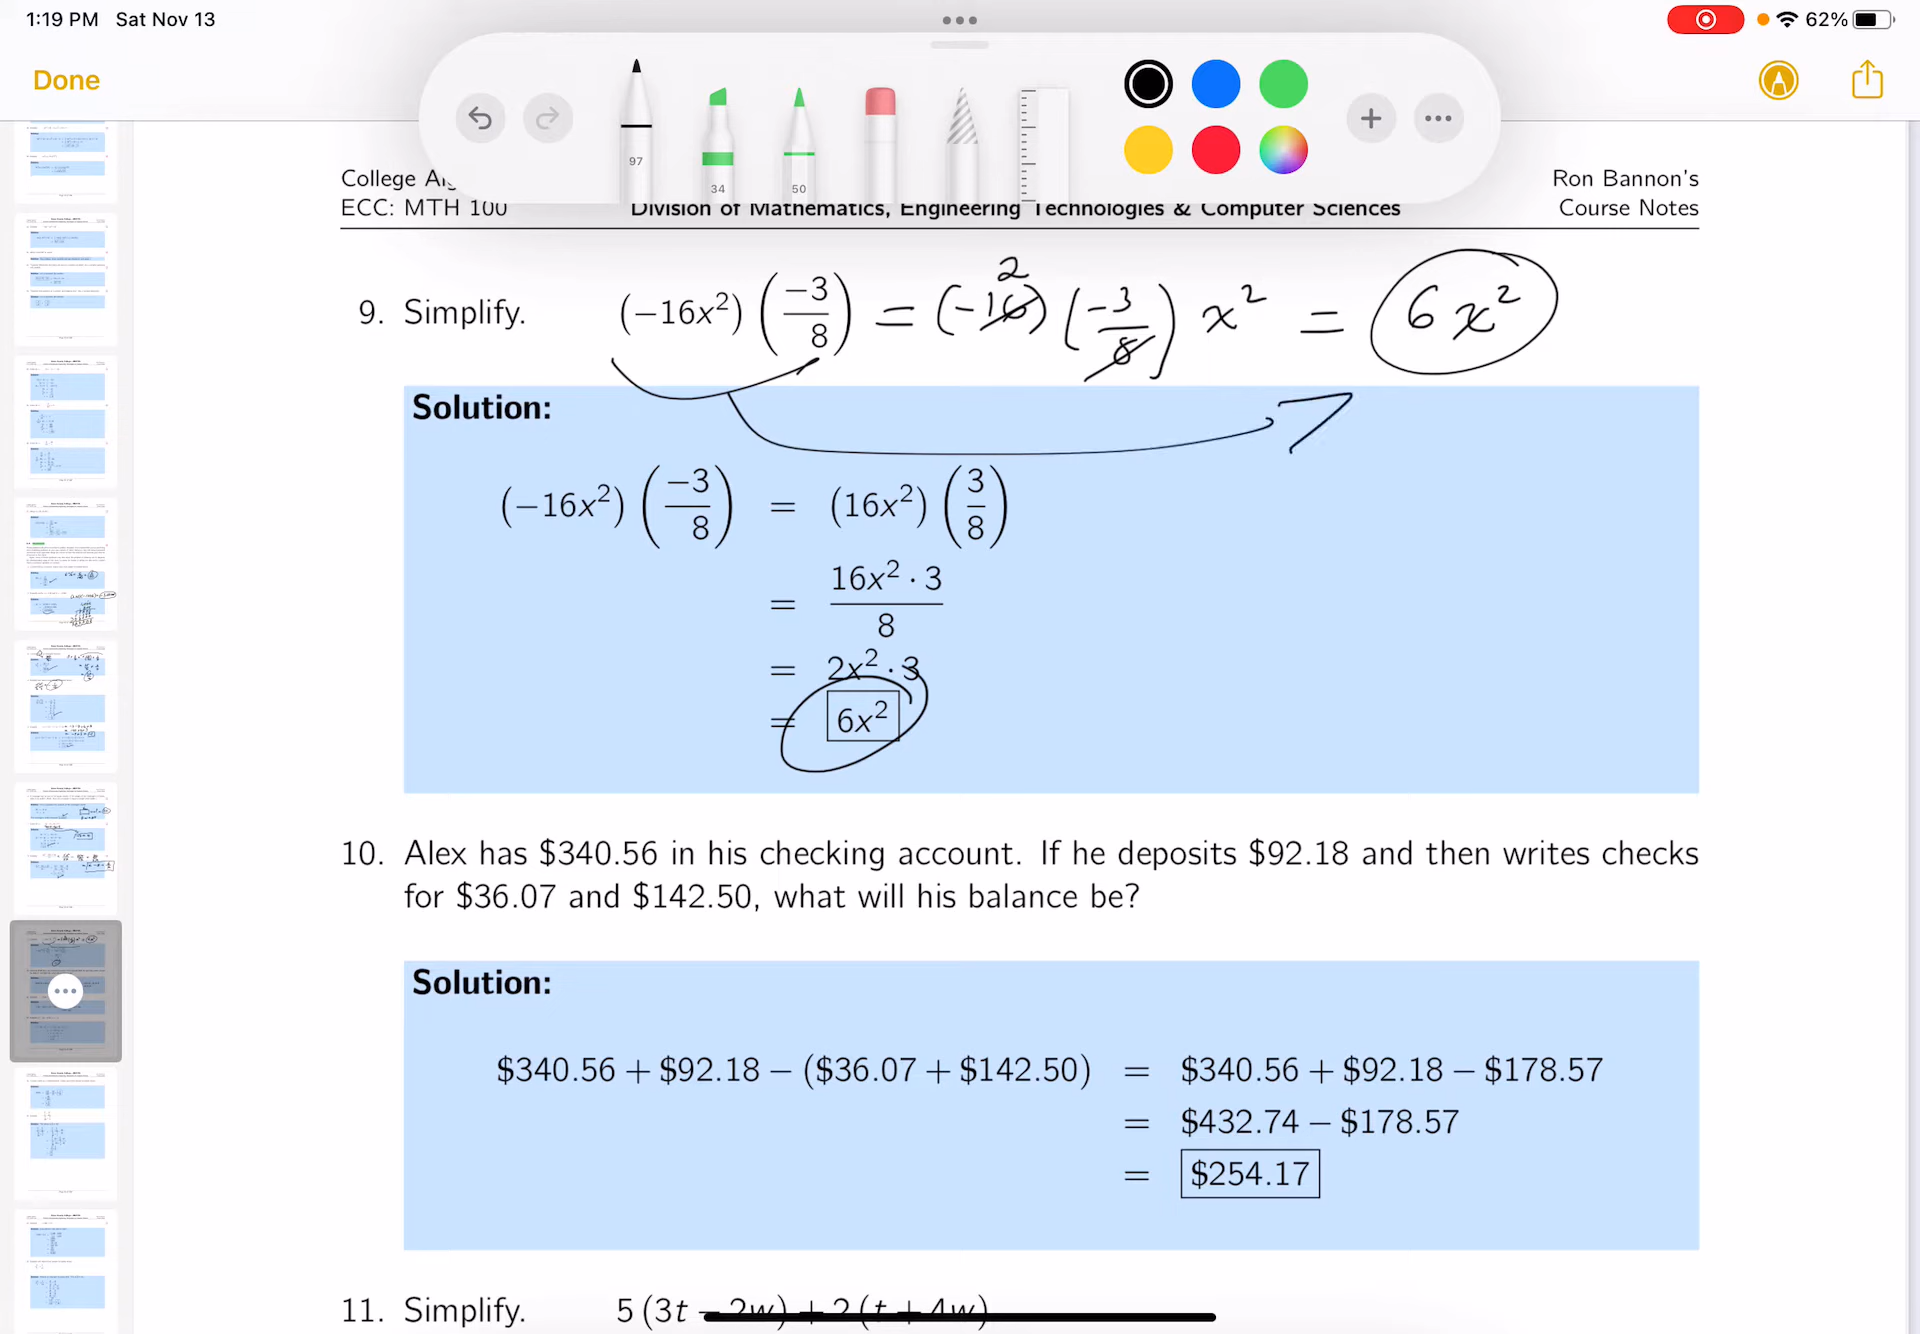 1:19 PM Sat Nov 13
62%
Done
97
34
50
College Al
Ron Bannon's
ECC: MTH 100
Division of Mathematics, Engineering Technologies & Computer Sciences
Course Notes
9. Simplify. (−16x²)(−3/8) = (−16)(−3/8) x² = 6x²
2
Solution:
(−16x²)(−3/8) = (16x²)(3/8)
= 16x² · 3 / 8
= 2x² · 3
= 6x²
10. Alex has $340.56 in his checking account. If he deposits $92.18 and then writes checks
for $36.07 and $142.50, what will his balance be?
Solution:
$340.56 + $92.18 − ($36.07 + $142.50) = $340.56 + $92.18 − $178.57
= $432.74 − $178.57
= $254.17
11. Simplify. 5 (3t − 2w) + 2 (t + 4w)